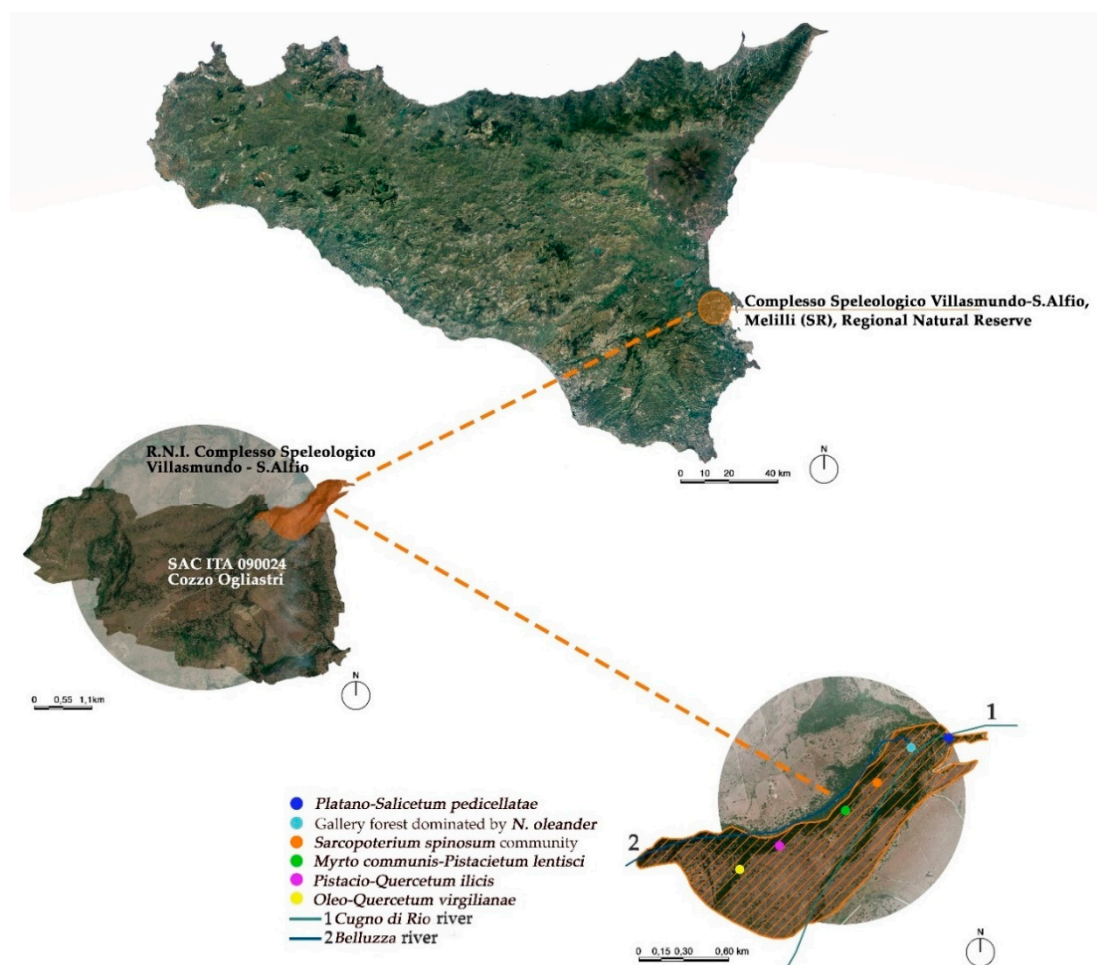 Complesso Speleologico Villasmundo-S.Alfio,
Melilli (SR), Regional Natural Reserve
N
0 10 20 40 km
R.N.I. Complesso Speleologico
Villasmundo - S.Alfio
SAC ITA 090024
Cozzo Ogliastri
N
0 0,55 1,1km
1
2
Platano-Salicetum pedicellatae
Gallery forest dominated by N. oleander
Sarcopoterium spinosum community
Myrto communis-Pistacietum lentisci
Pistacio-Quercetum ilicis
Oleo-Quercetum virgilianae
1 Cugno di Rio river
2 Belluzza river
N
0 0,15 0,30 0,60 km